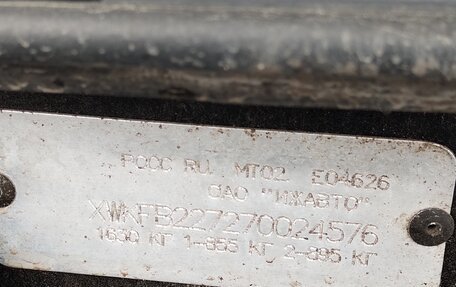 РОСС RU. МТ02 Е04626
ОАО "ИЖАВТО"
XWKFB227270024576
1630 КГ 1-855 КГ 2-895 КГ